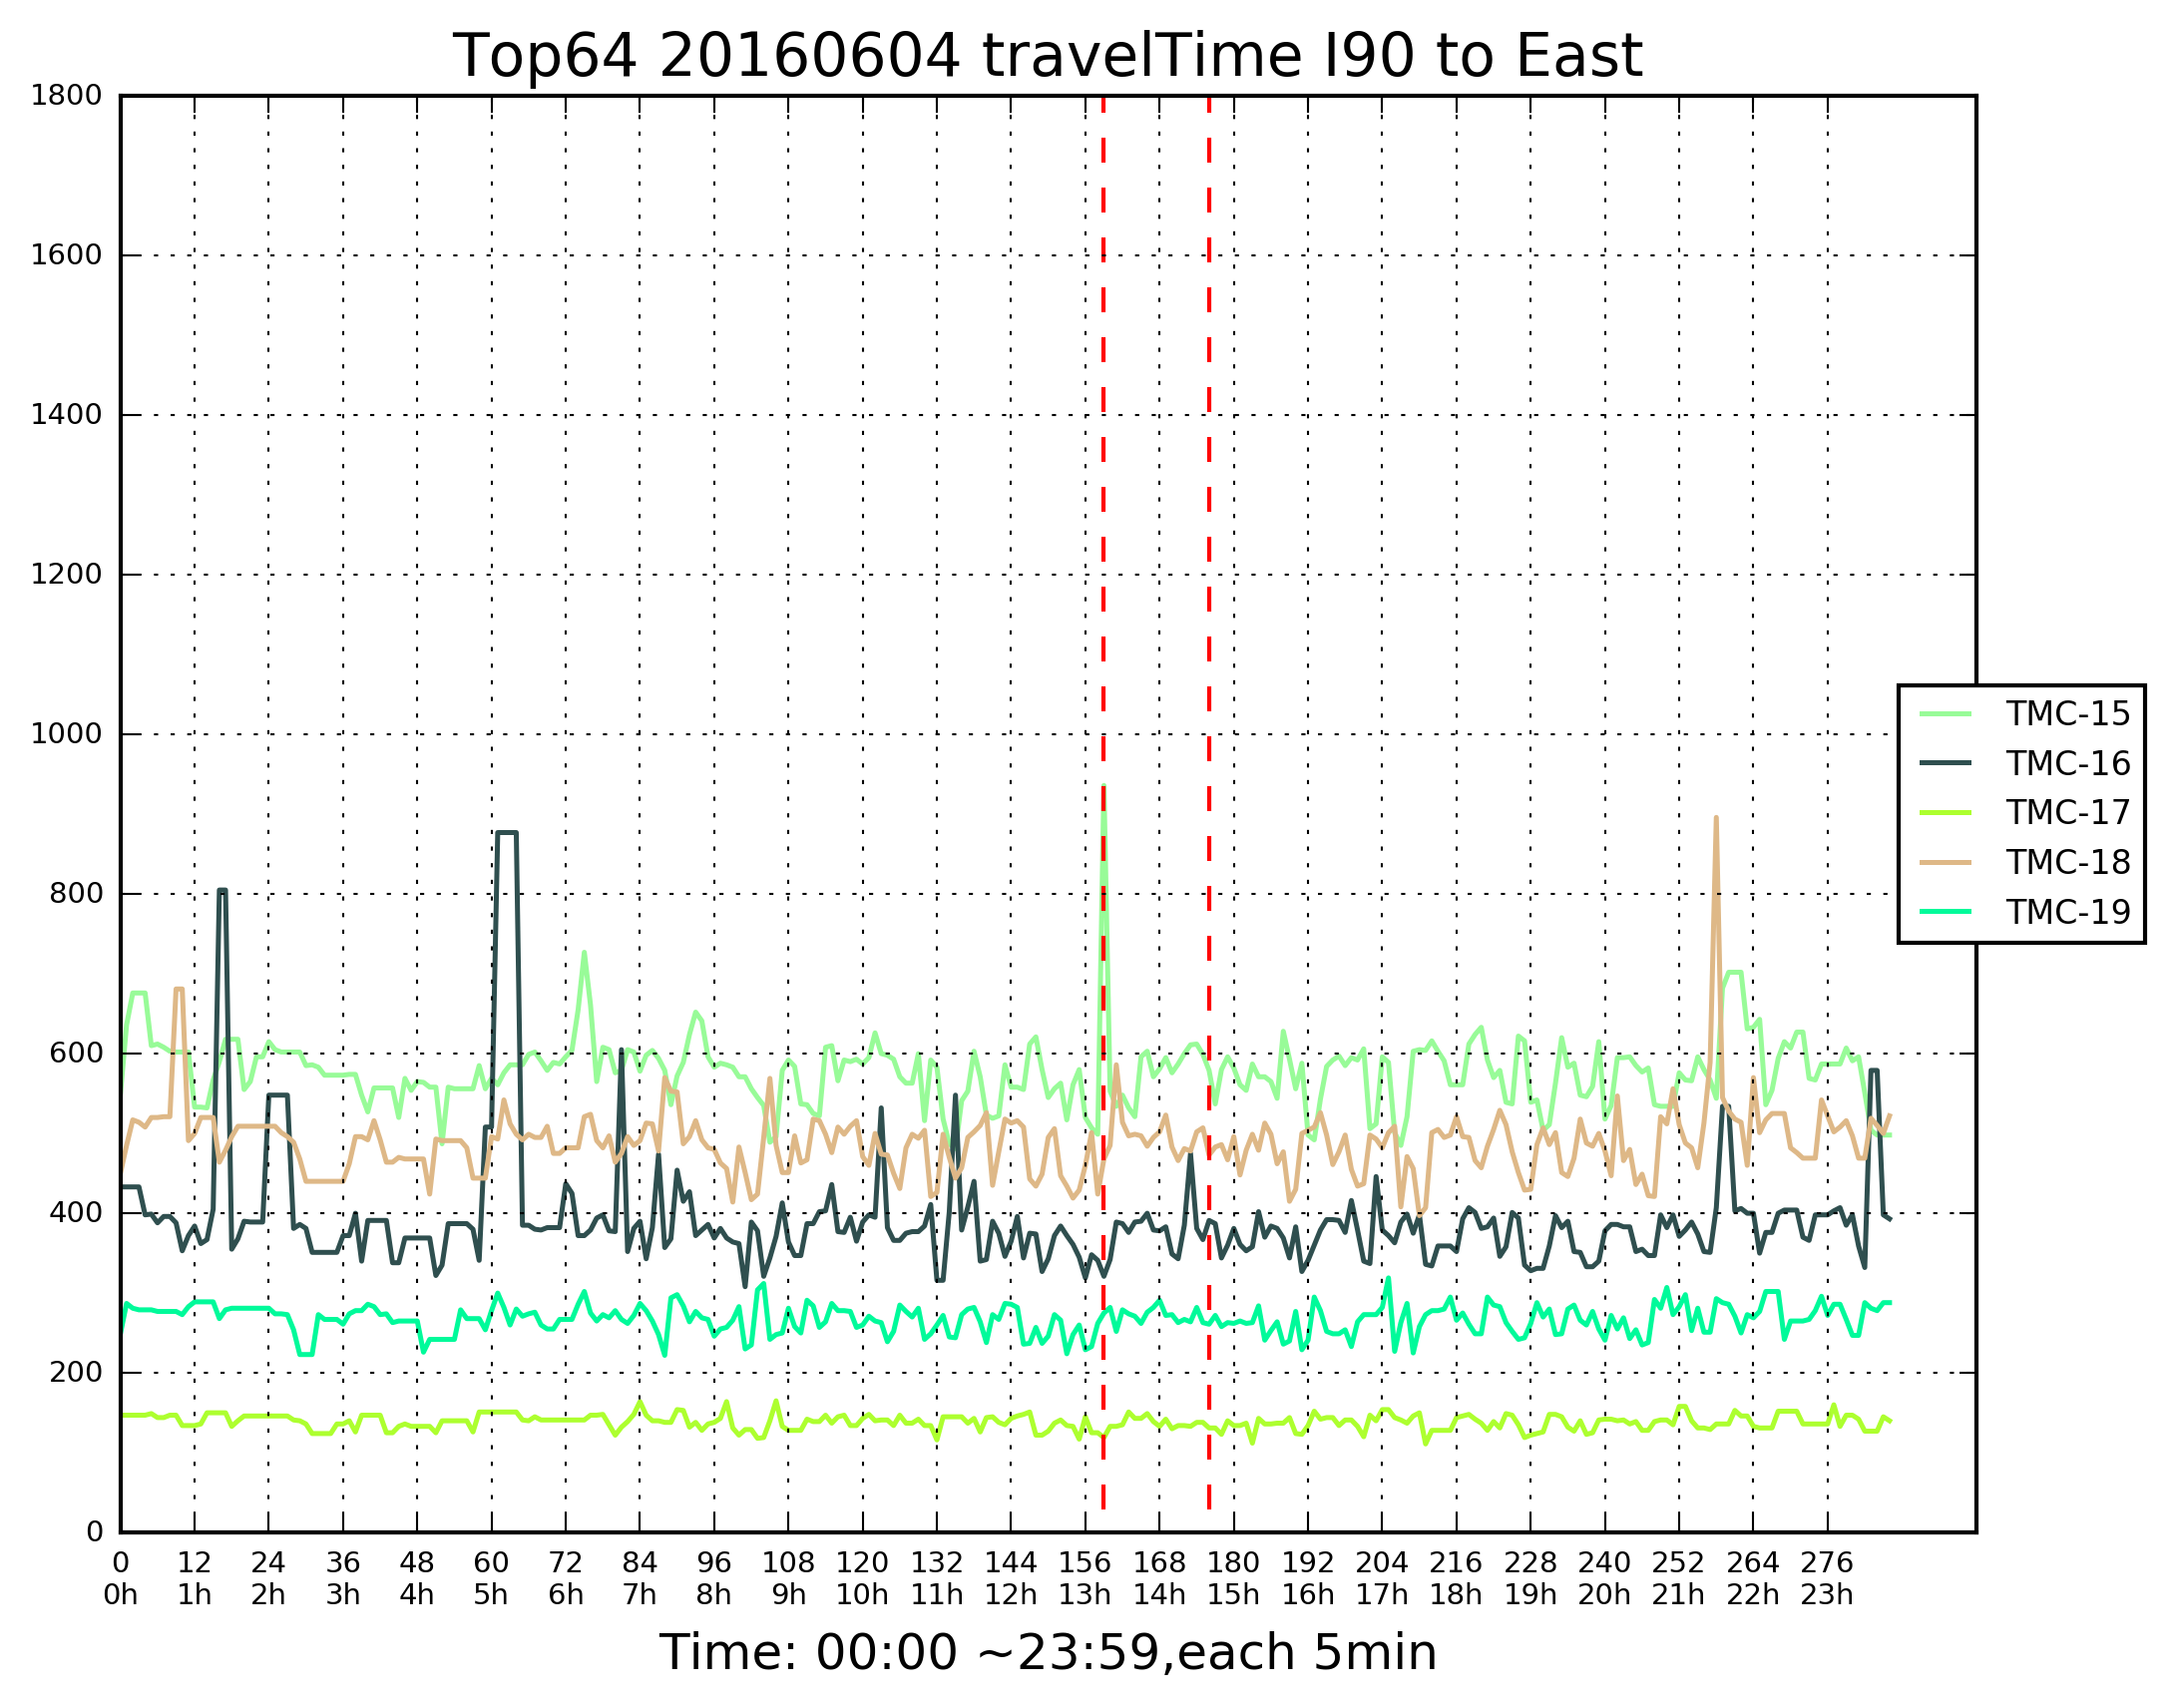 Top64 20160604 travelTime I90 to East
1800
1600
1400
1200
1000
800
600
400
200
0
TMC-15
TMC-16
TMC-17
TMC-18
TMC-19
0 12 24 36 48 60 72 84 96 108 120 132 144 156 168 180 192 204 216 228 240 252 264 276
0h 1h 2h 3h 4h 5h 6h 7h 8h 9h 10h 11h 12h 13h 14h 15h 16h 17h 18h 19h 20h 21h 22h 23h
Time: 00:00 ~23:59,each 5min